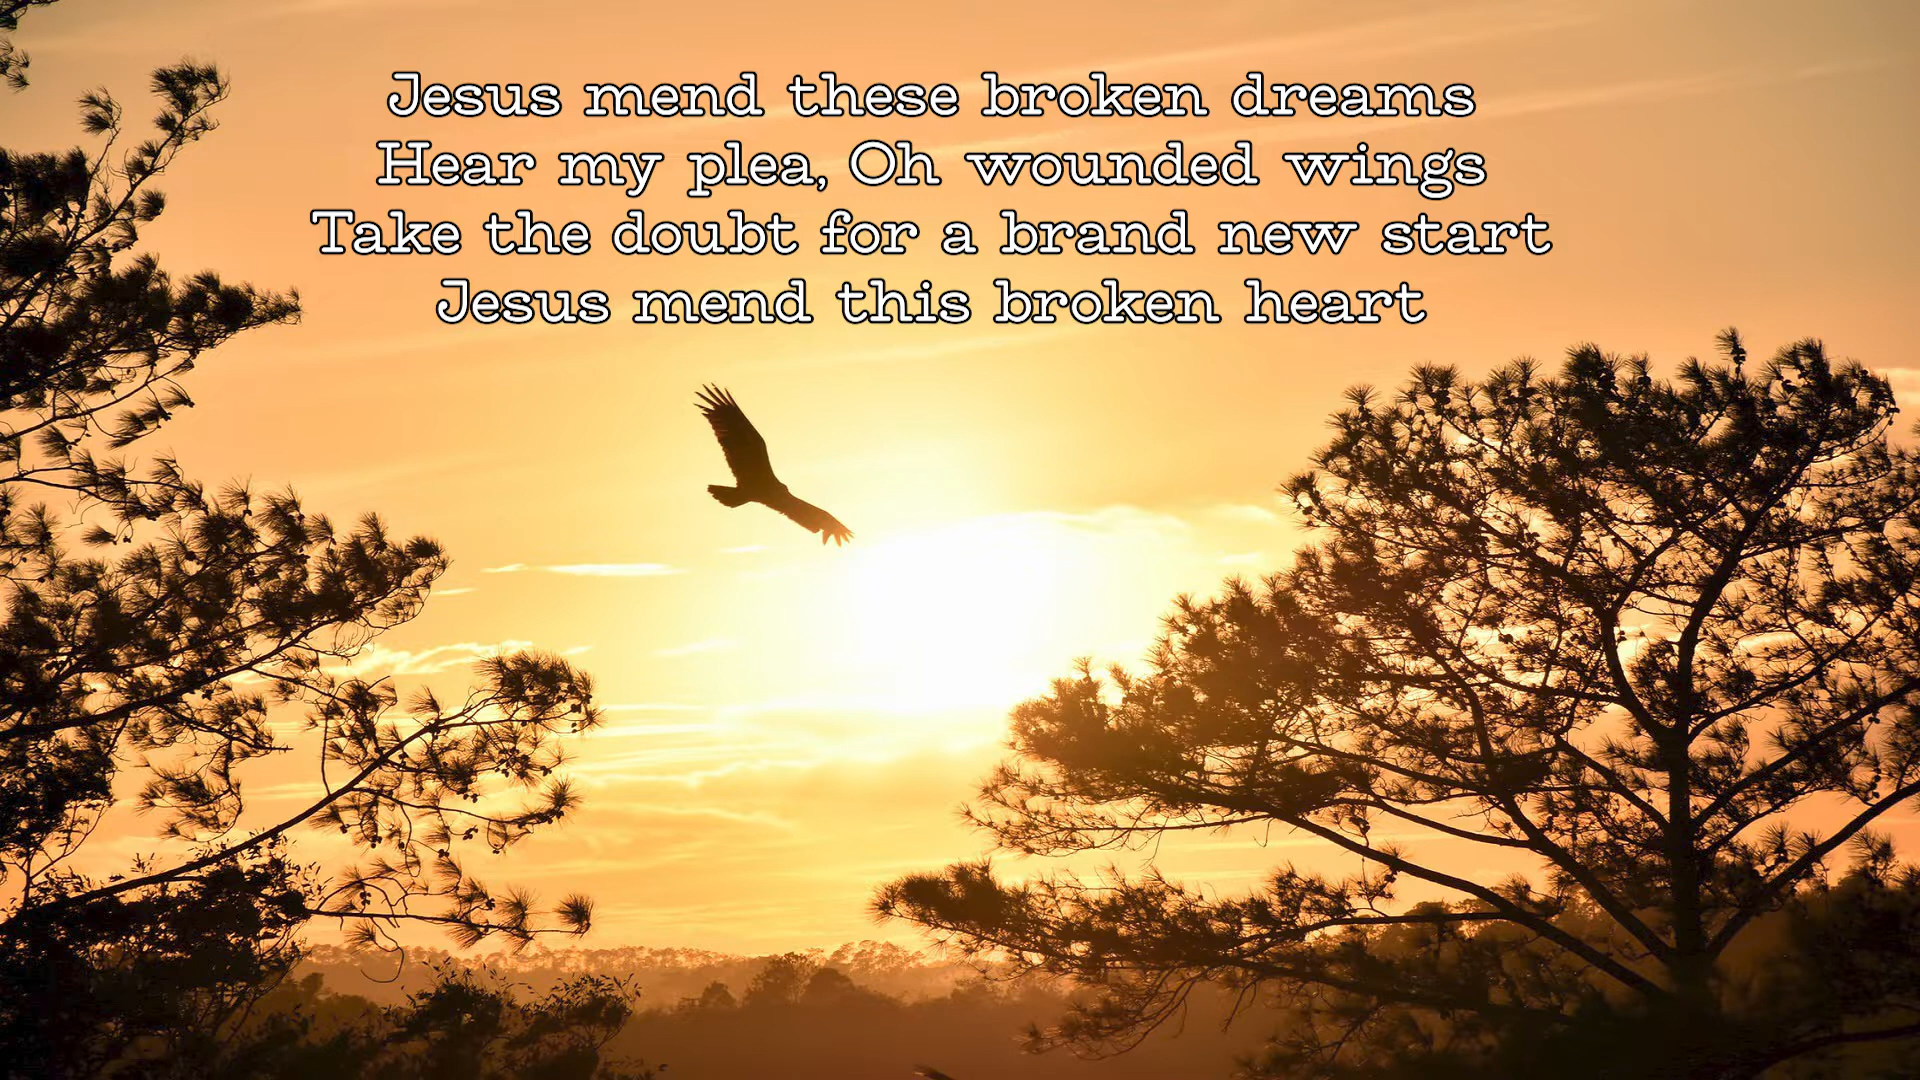 Jesus mend these broken dreams
Hear my plea, Oh wounded wings
Take the doubt for a brand new start
Jesus mend this broken heart